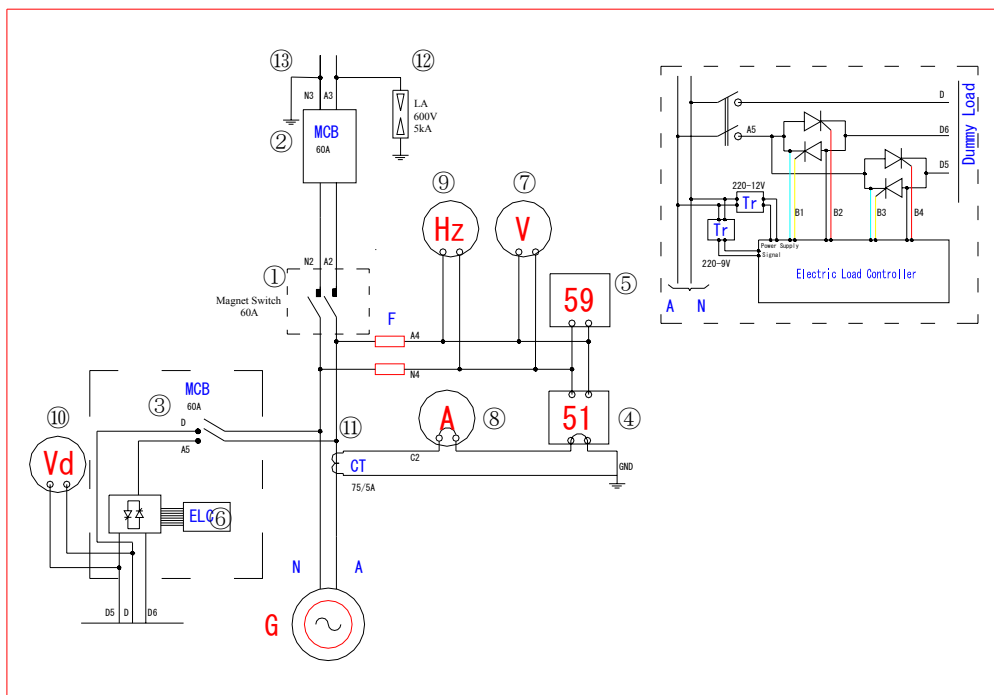 ⑬
⑫
N3
A3
LA
600V
5kA
②
MCB
60A
⑨
⑦
Hz
V
N2
A2
①
Magnet Switch
60A
59
⑤
F
A4
N4
MCB
60A
③
D
A5
⑩
Vd
⑪
A
⑧
51
④
C2
CT
75/5A
GND
ELC
⑥
N
A
D5
D
D6
G
D
A5
D6
D5
Dummy Load
220-12V
Tr
Tr
220-9V
B1
B2
B3
B4
Power Supply
Signal
Electric Load Controller
A
N